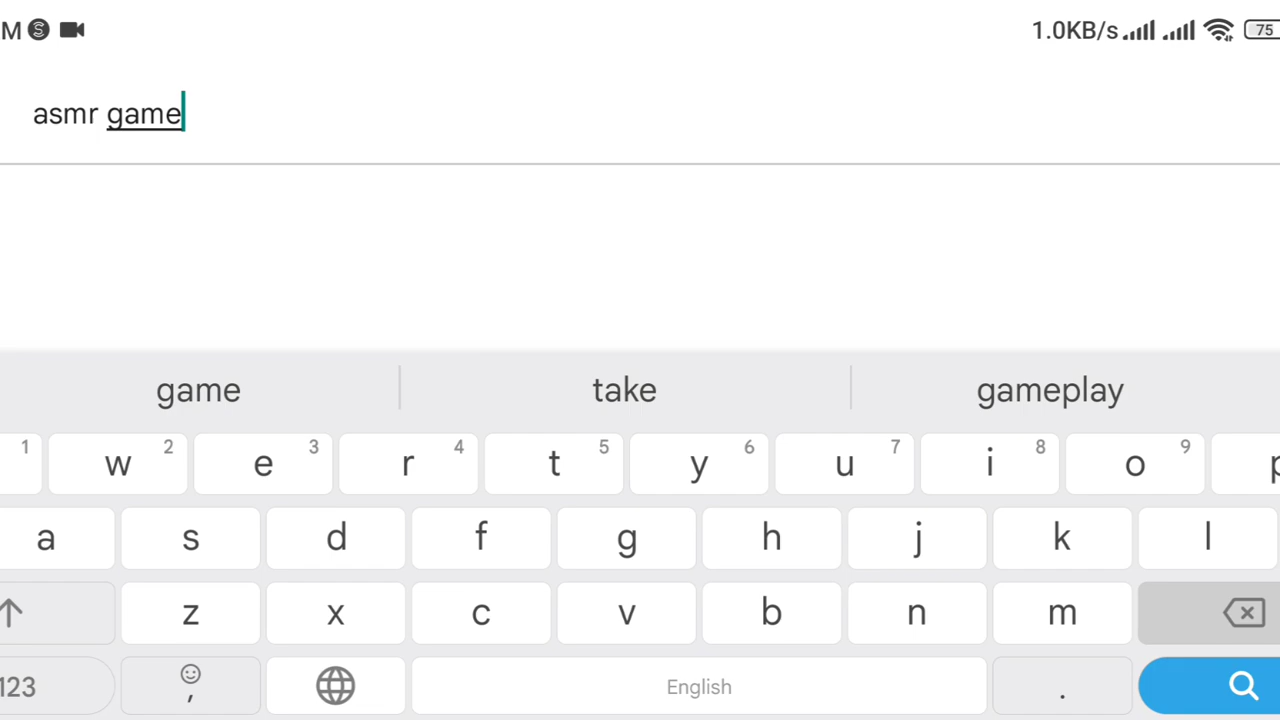 M 1.0KB/s 75
asmr game
game take gameplay
1 w 2 e 3 r 4 t 5 y 6 u 7 i 8 o 9 p
a s d f g h j k l
z x c v b n m
123 , English .